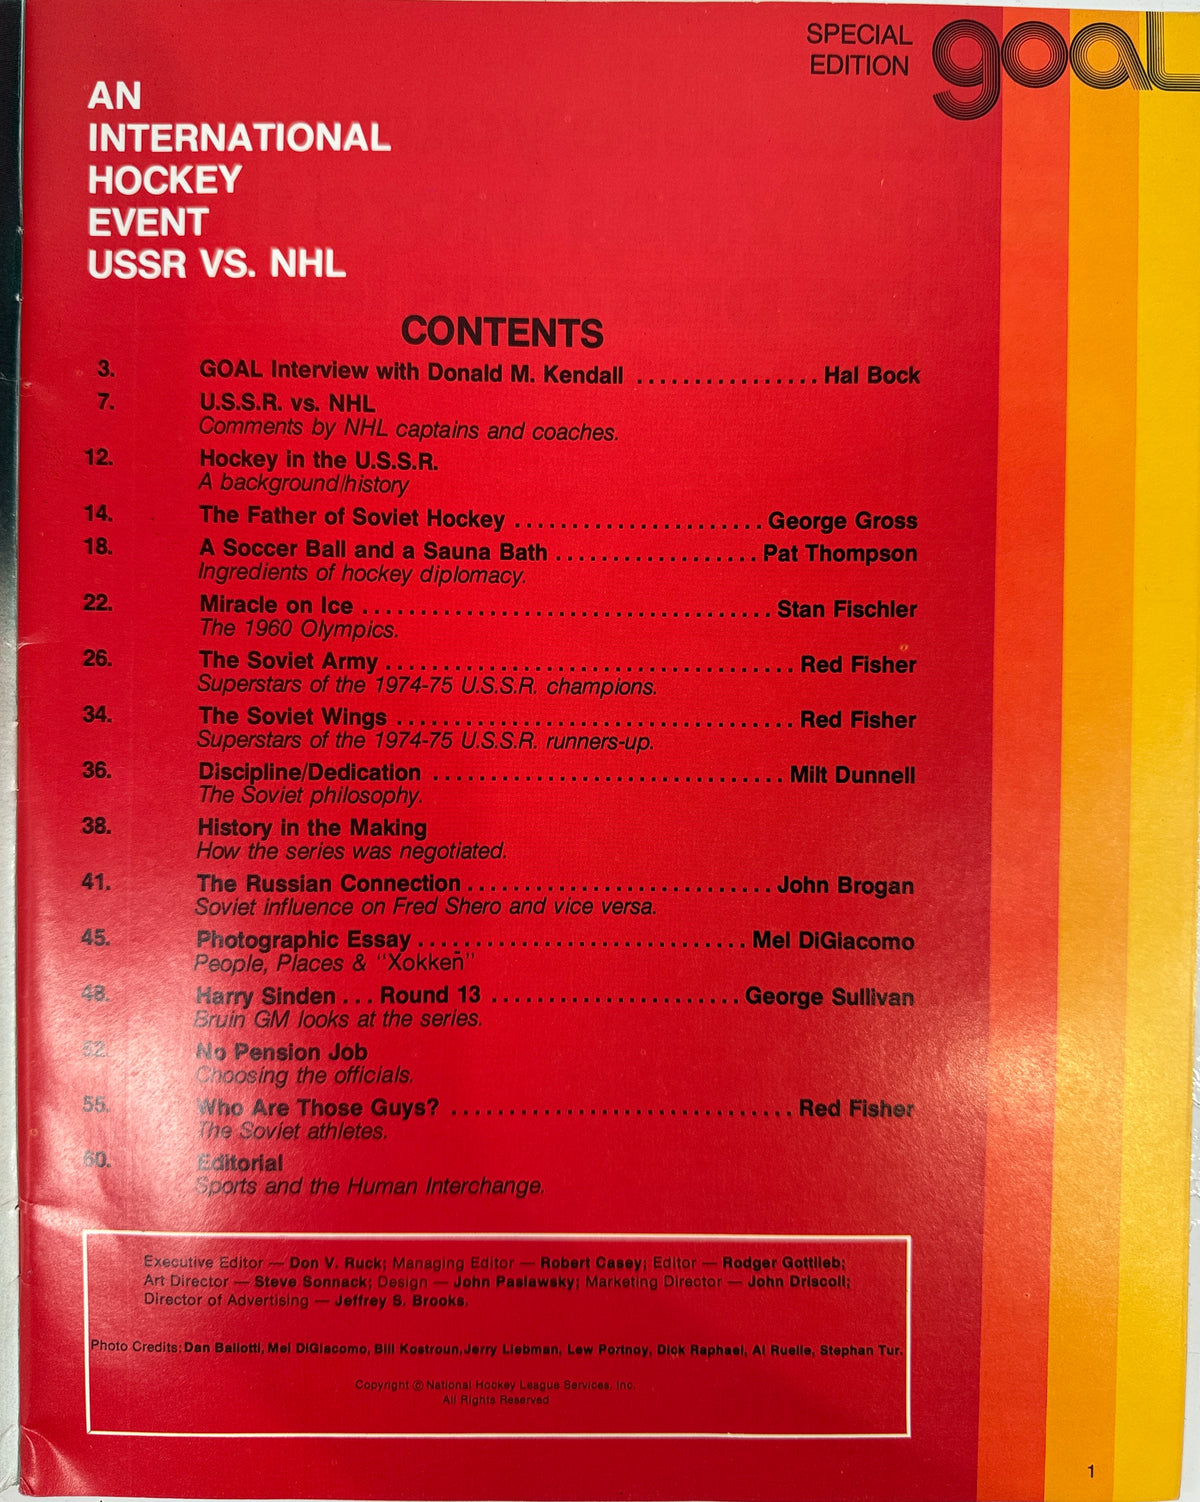 SPECIAL
EDITION
goal
AN
INTERNATIONAL
HOCKEY
EVENT
USSR VS. NHL
CONTENTS
3. GOAL Interview with Donald M. Kendall ................ Hal Bock
7. U.S.S.R. vs. NHL
Comments by NHL captains and coaches.
12. Hockey in the U.S.S.R.
A background/history
14. The Father of Soviet Hockey ...................... George Gross
18. A Soccer Ball and a Sauna Bath .................. Pat Thompson
Ingredients of hockey diplomacy.
22. Miracle on Ice .................................... Stan Fischler
The 1960 Olympics.
26. The Soviet Army .................................... Red Fisher
Superstars of the 1974-75 U.S.S.R. champions.
34. The Soviet Wings ................................... Red Fisher
Superstars of the 1974-75 U.S.S.R. runners-up.
36. Discipline/Dedication ............................... Milt Dunnell
The Soviet philosophy.
38. History in the Making
How the series was negotiated.
41. The Russian Connection ........................... John Brogan
Soviet influence on Fred Shero and vice versa.
45. Photographic Essay ............................. Mel DiGiacomo
People, Places & "Xokkeñ"
48. Harry Sinden ... Round 13 ...................... George Sullivan
Bruin GM looks at the series.
52. No Pension Job
Choosing the officials.
55. Who Are Those Guys? .............................. Red Fisher
The Soviet athletes.
60. Editorial
Sports and the Human Interchange.
Executive Editor — Don V. Ruck; Managing Editor — Robert Casey; Editor — Rodger Gottlieb;
Art Director — Steve Sonnack; Design — John Paslawsky; Marketing Director — John Driscoll;
Director of Advertising — Jeffrey S. Brooks.
Photo Credits: Dan Baliotti, Mel DiGiacomo, Bill Kostroun, Jerry Liebman, Lew Portnoy, Dick Raphael, Al Ruelle, Stephan Tur.
Copyright © National Hockey League Services, Inc.
All Rights Reserved
1